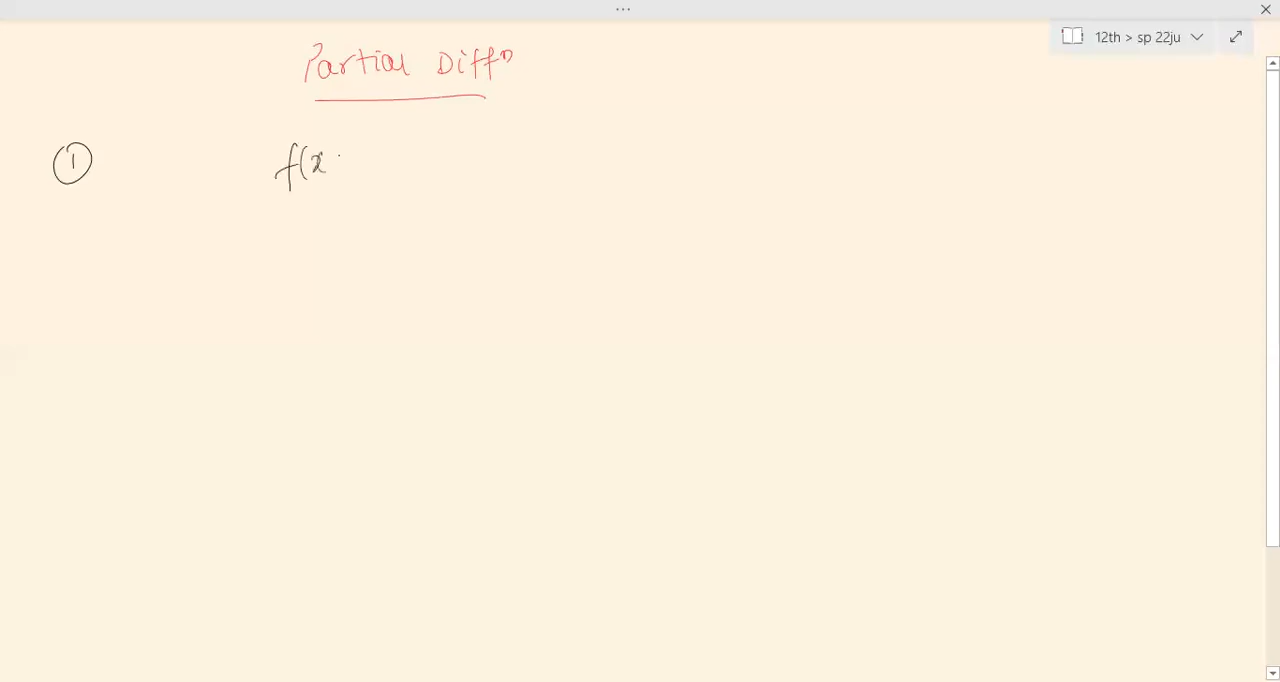 12th > sp 22ju
Partial Diffn
① f(x